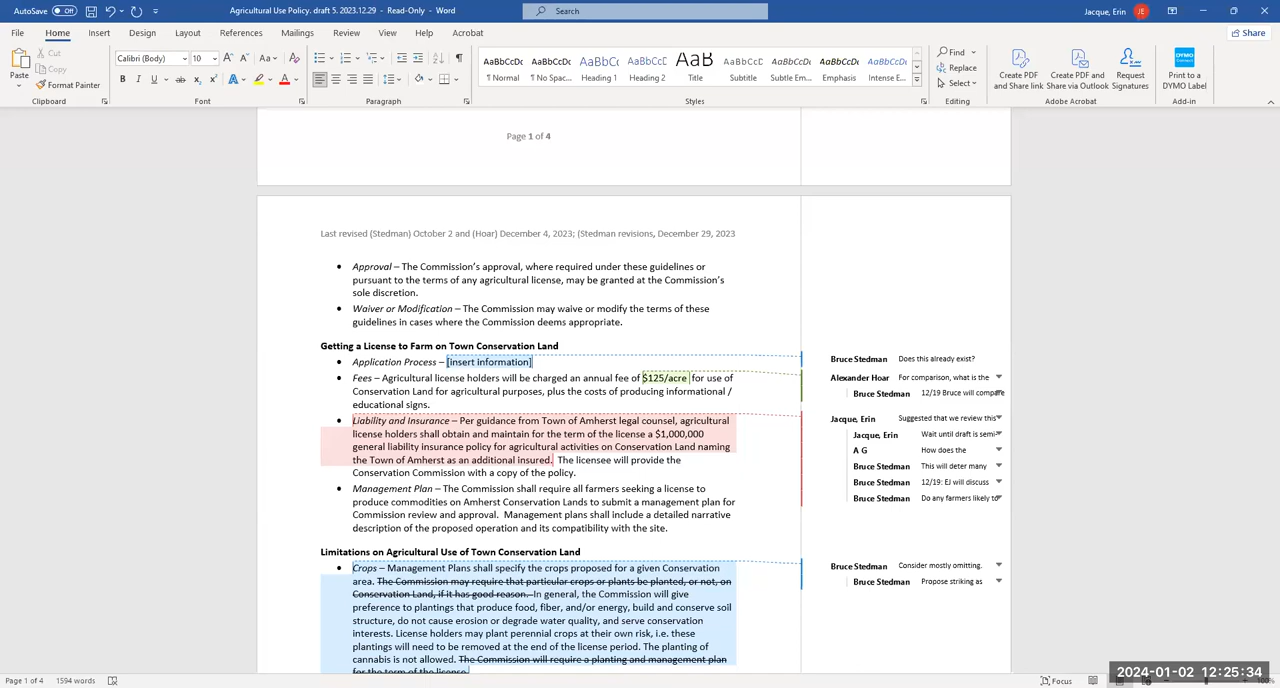 AutoSave Off
Agricultural Use Policy. draft 5. 2023.12.29 - Read-Only - Word
Search
Jacque, Erin JE
File Home Insert Design Layout References Mailings Review View Help Acrobat
Share
Paste
Cut
Copy
Format Painter
Clipboard
Calibri (Body) 10
Font
Paragraph
AaBbCcDc AaBbCcDc AaBbC( AaBbCcC AaB AaBbCcC AaBbCcDc AaBbCcDc AaBbCcDc
¶ Normal ¶ No Spac... Heading 1 Heading 2 Title Subtitle Subtle Em... Emphasis Intense E...
Styles
Find
Replace
Select
Editing
Create PDF and Share link
Create PDF and Share via Outlook
Request Signatures
Adobe Acrobat
Print to a DYMO Label
Add-in
Page 1 of 4
Last revised (Stedman) October 2 and (Hoar) December 4, 2023; (Stedman revisions, December 29, 2023
• Approval – The Commission's approval, where required under these guidelines or
pursuant to the terms of any agricultural license, may be granted at the Commission's
sole discretion.
• Waiver or Modification – The Commission may waive or modify the terms of these
guidelines in cases where the Commission deems appropriate.
Getting a License to Farm on Town Conservation Land
• Application Process – [insert information]
• Fees – Agricultural license holders will be charged an annual fee of $125/acre for use of
Conservation Land for agricultural purposes, plus the costs of producing informational /
educational signs.
• Liability and Insurance – Per guidance from Town of Amherst legal counsel, agricultural
license holders shall obtain and maintain for the term of the license a $1,000,000
general liability insurance policy for agricultural activities on Conservation Land naming
the Town of Amherst as an additional insured. The licensee will provide the
Conservation Commission with a copy of the policy.
• Management Plan – The Commission shall require all farmers seeking a license to
produce commodities on Amherst Conservation Lands to submit a management plan for
Commission review and approval. Management plans shall include a detailed narrative
description of the proposed operation and its compatibility with the site.
Limitations on Agricultural Use of Town Conservation Land
• Crops – Management Plans shall specify the crops proposed for a given Conservation
area. The Commission may require that particular crops or plants be planted, or not, on
Conservation Land, if it has good reason. In general, the Commission will give
preference to plantings that produce food, fiber, and/or energy, build and conserve soil
structure, do not cause erosion or degrade water quality, and serve conservation
interests. License holders may plant perennial crops at their own risk, i.e. these
plantings will need to be removed at the end of the license period. The planting of
cannabis is not allowed. The Commission will require a planting and management plan
for the term of the license.
Bruce Stedman Does this already exist?
Alexander Hoar For comparison, what is the
Bruce Stedman 12/19 Bruce will compare
Jacque, Erin Suggested that we review this
Jacque, Erin Wait until draft is semi-
A G How does the
Bruce Stedman This will deter many
Bruce Stedman 12/19: EJ will discuss
Bruce Stedman Do any farmers likely to
Bruce Stedman Consider mostly omitting.
Bruce Stedman Propose striking as
Page 1 of 4 1594 words
Focus
2024-01-02 12:25:34